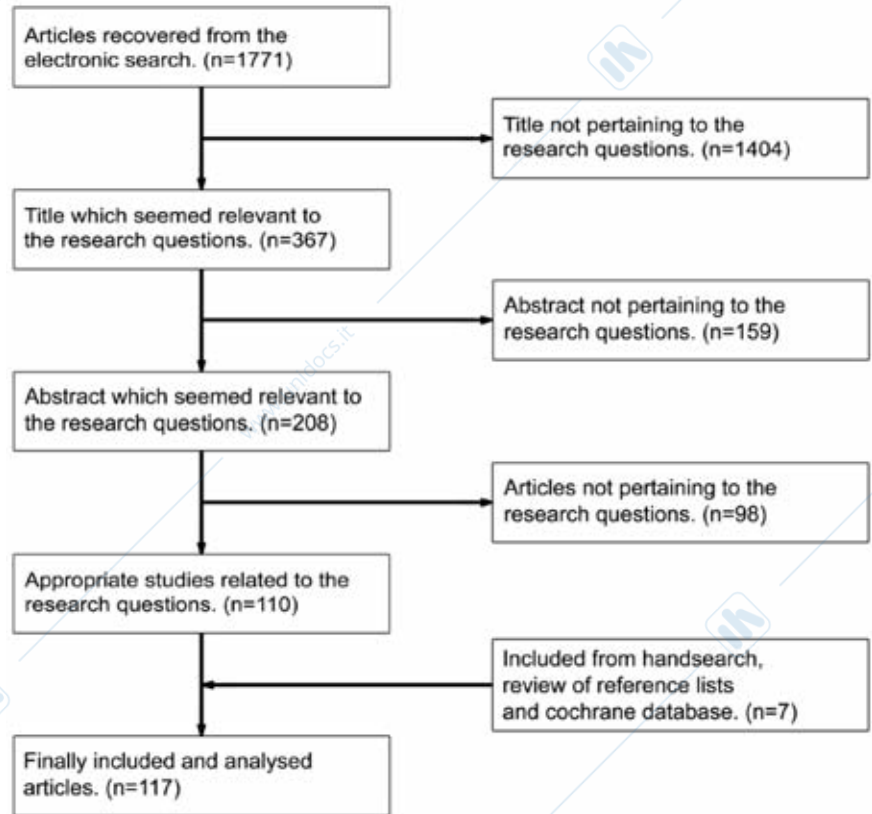 Articles recovered from the
electronic search. (n=1771)
Title not pertaining to the
research questions. (n=1404)
Title which seemed relevant to
the research questions. (n=367)
Abstract not pertaining to the
research questions. (n=159)
Abstract which seemed relevant to
the research questions. (n=208)
Articles not pertaining to the
research questions. (n=98)
Appropriate studies related to the
research questions. (n=110)
Included from handsearch,
review of reference lists
and cochrane database. (n=7)
Finally included and analysed
articles. (n=117)